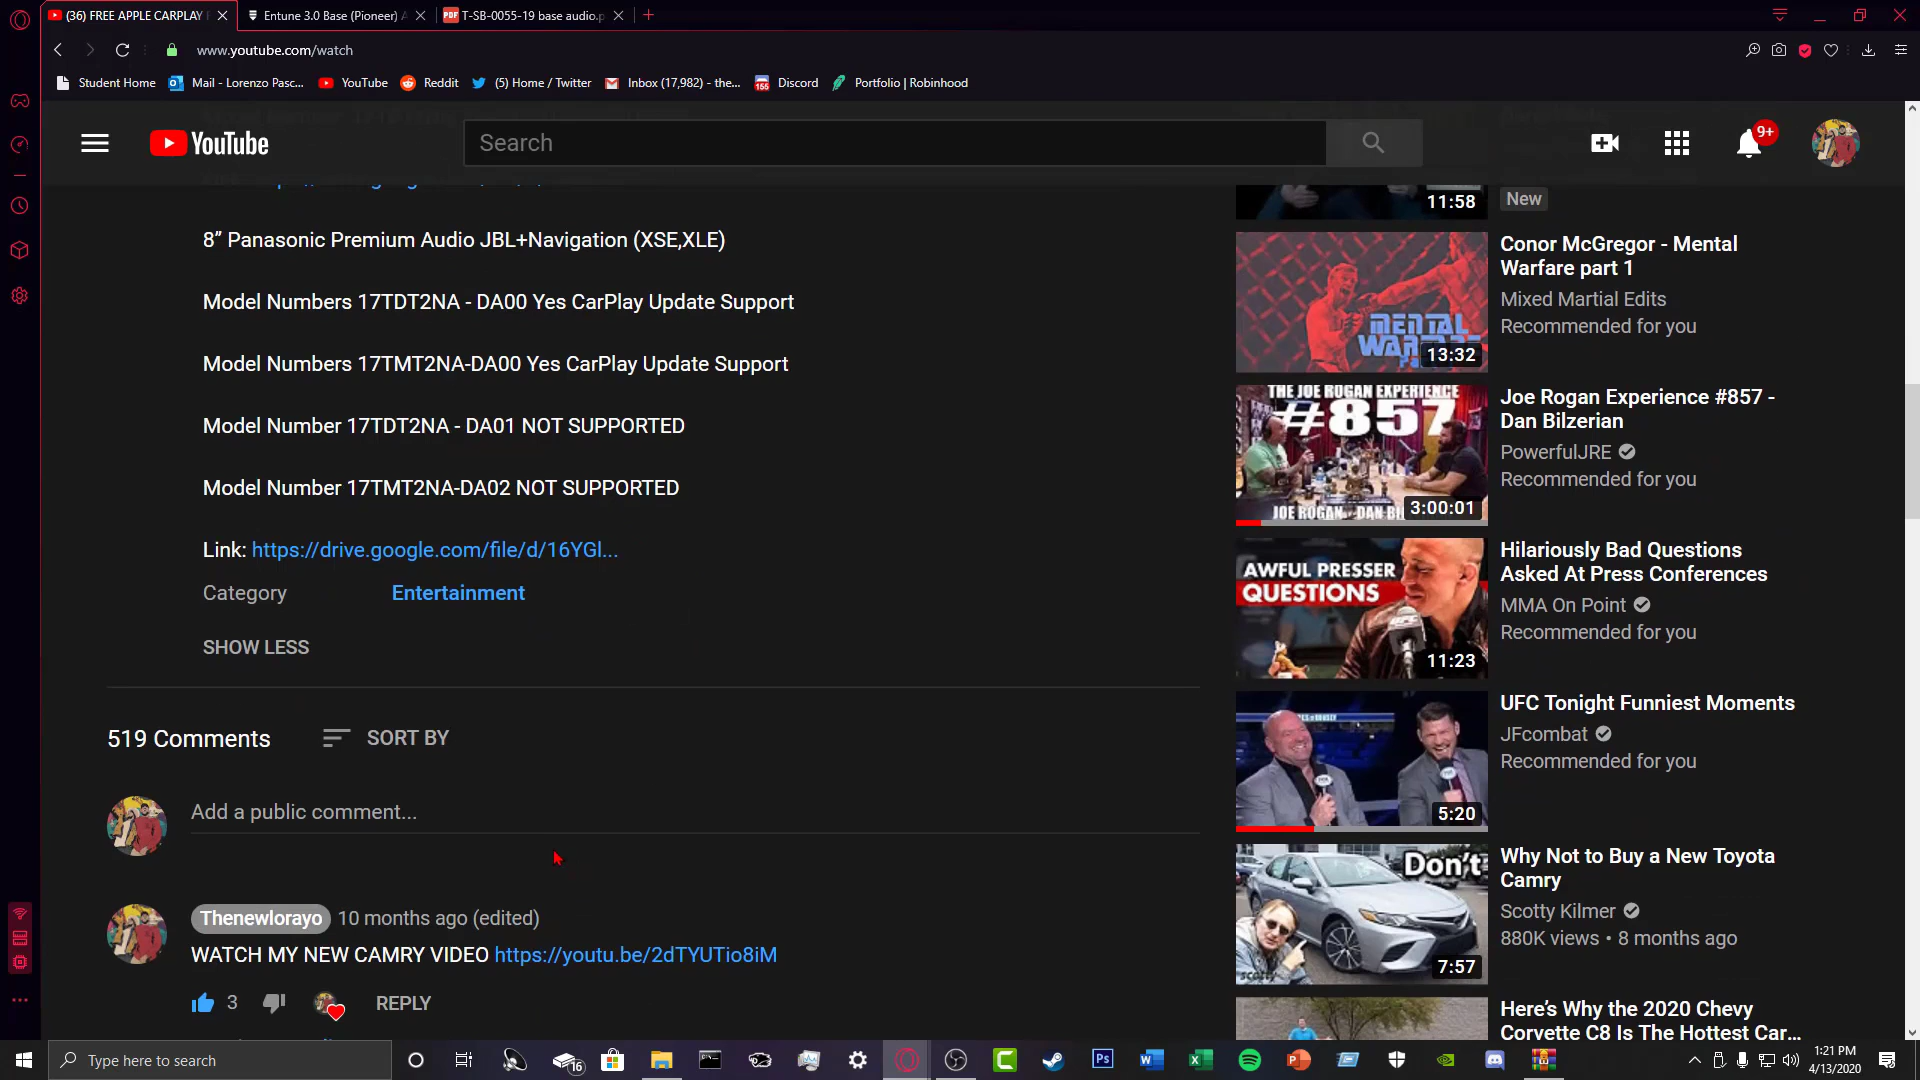 (36) FREE APPLE CARPLAY
Entune 3.0 Base (Pioneer)
PDF T-SB-0055-19 base audio.p
www.youtube.com/watch
Student Home
Mail - Lorenzo Pasc...
YouTube
Reddit
(5) Home / Twitter
Inbox (17,982) - the...
155 Discord
Portfolio | Robinhood
YouTube
Search
9+
8” Panasonic Premium Audio JBL+Navigation (XSE,XLE)
Model Numbers 17TDT2NA - DA00 Yes CarPlay Update Support
Model Numbers 17TMT2NA-DA00 Yes CarPlay Update Support
Model Number 17TDT2NA - DA01 NOT SUPPORTED
Model Number 17TMT2NA-DA02 NOT SUPPORTED
Link: https://drive.google.com/file/d/16YGl...
Category Entertainment
SHOW LESS
519 Comments
SORT BY
Add a public comment...
Thenewlorayo 10 months ago (edited)
WATCH MY NEW CAMRY VIDEO https://youtu.be/2dTYUTio8iM
3
REPLY
11:58
New
MENTAL
13:32
Conor McGregor - Mental
Warfare part 1
Mixed Martial Edits
Recommended for you
THE JOE ROGAN EXPERIENCE
#857
JOE ROGAN
3:00:01
Joe Rogan Experience #857 -
Dan Bilzerian
PowerfulJRE
Recommended for you
AWFUL PRESSER
QUESTIONS
11:23
Hilariously Bad Questions
Asked At Press Conferences
MMA On Point
Recommended for you
5:20
UFC Tonight Funniest Moments
JFcombat
Recommended for you
Don't
7:57
Why Not to Buy a New Toyota
Camry
Scotty Kilmer
880K views • 8 months ago
Here’s Why the 2020 Chevy
Corvette C8 Is The Hottest Car...
Type here to search
16
Ps
1:21 PM
4/13/2020